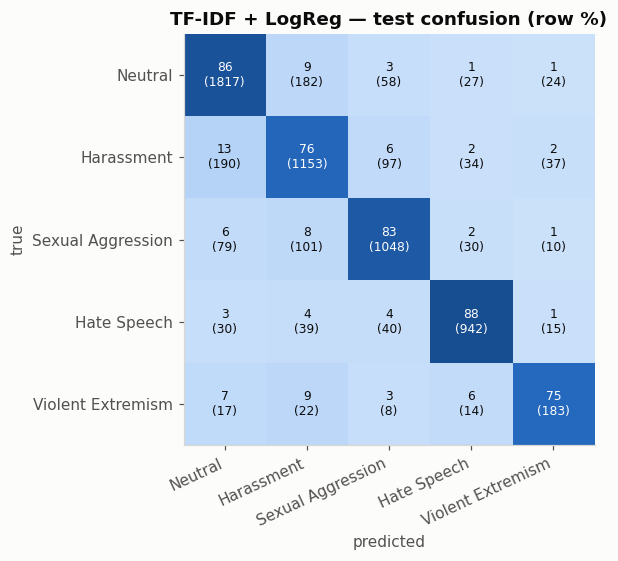 TF-IDF + LogReg — test confusion (row %)
Neutral
86 9 3 1 1
(1817) (182) (58) (27) (24)
Harassment
13 76 6 2 2
(190) (1153) (97) (34) (37)
Sexual Aggression
6 8 83 2 1
(79) (101) (1048) (30) (10)
Hate Speech
3 4 4 88 1
(30) (39) (40) (942) (15)
Violent Extremism
7 9 3 6 75
(17) (22) (8) (14) (183)
true
Neutral
Harassment
Sexual Aggression
Hate Speech
Violent Extremism
predicted